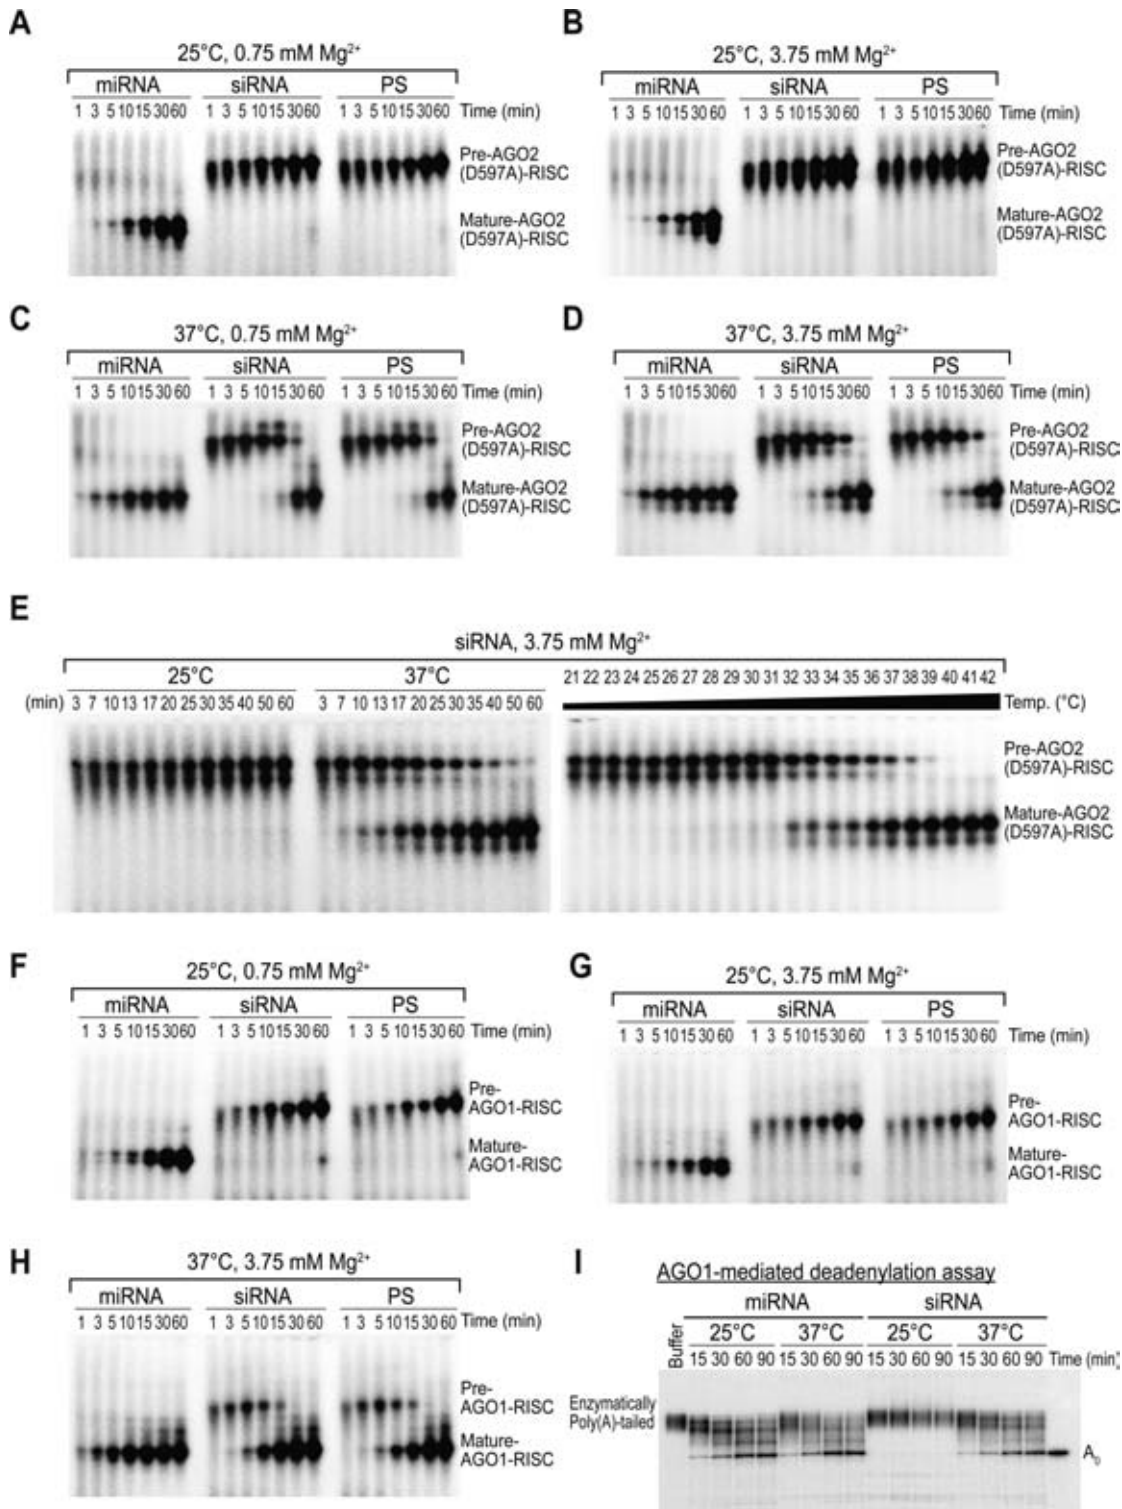 A
25°C, 0.75 mM Mg²⁺
miRNA siRNA PS
1 3 5 10 15 30 60 1 3 5 10 15 30 60 1 3 5 10 15 30 60 Time (min)
Pre-AGO2
(D597A)-RISC
Mature-AGO2
(D597A)-RISC
B
25°C, 3.75 mM Mg²⁺
miRNA siRNA PS
1 3 5 10 15 30 60 1 3 5 10 15 30 60 1 3 5 10 15 30 60 Time (min)
Pre-AGO2
(D597A)-RISC
Mature-AGO2
(D597A)-RISC
C
37°C, 0.75 mM Mg²⁺
miRNA siRNA PS
1 3 5 10 15 30 60 1 3 5 10 15 30 60 1 3 5 10 15 30 60 Time (min)
Pre-AGO2
(D597A)-RISC
Mature-AGO2
(D597A)-RISC
D
37°C, 3.75 mM Mg²⁺
miRNA siRNA PS
1 3 5 10 15 30 60 1 3 5 10 15 30 60 1 3 5 10 15 30 60 Time (min)
Pre-AGO2
(D597A)-RISC
Mature-AGO2
(D597A)-RISC
E
siRNA, 3.75 mM Mg²⁺
25°C 37°C
(min) 3 7 10 13 17 20 25 30 35 40 50 60 3 7 10 13 17 20 25 30 35 40 50 60
21 22 23 24 25 26 27 28 29 30 31 32 33 34 35 36 37 38 39 40 41 42
Temp. (°C)
Pre-AGO2
(D597A)-RISC
Mature-AGO2
(D597A)-RISC
F
25°C, 0.75 mM Mg²⁺
miRNA siRNA PS
1 3 5 10 15 30 60 1 3 5 10 15 30 60 1 3 5 10 15 30 60 Time (min)
Pre-
AGO1-RISC
Mature-
AGO1-RISC
G
25°C, 3.75 mM Mg²⁺
miRNA siRNA PS
1 3 5 10 15 30 60 1 3 5 10 15 30 60 1 3 5 10 15 30 60 Time (min)
Pre-
AGO1-RISC
Mature-
AGO1-RISC
H
37°C, 3.75 mM Mg²⁺
miRNA siRNA PS
1 3 5 10 15 30 60 1 3 5 10 15 30 60 1 3 5 10 15 30 60 Time (min)
Pre-
AGO1-RISC
Mature-
AGO1-RISC
I
AGO1-mediated deadenylation assay
miRNA siRNA
Buffer 25°C 37°C 25°C 37°C
15 30 60 90 15 30 60 90 15 30 60 90 15 30 60 90 Time (min)
Enzymatically
Poly(A)-tailed
A₀